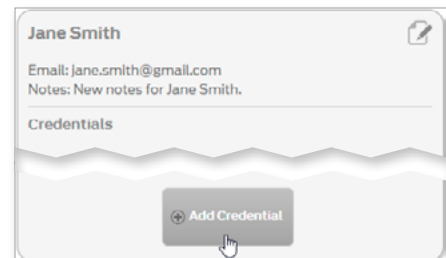 Jane Smith
Email: jane.smith@gmail.com
Notes: New notes for Jane Smith.
Credentials
Add Credential